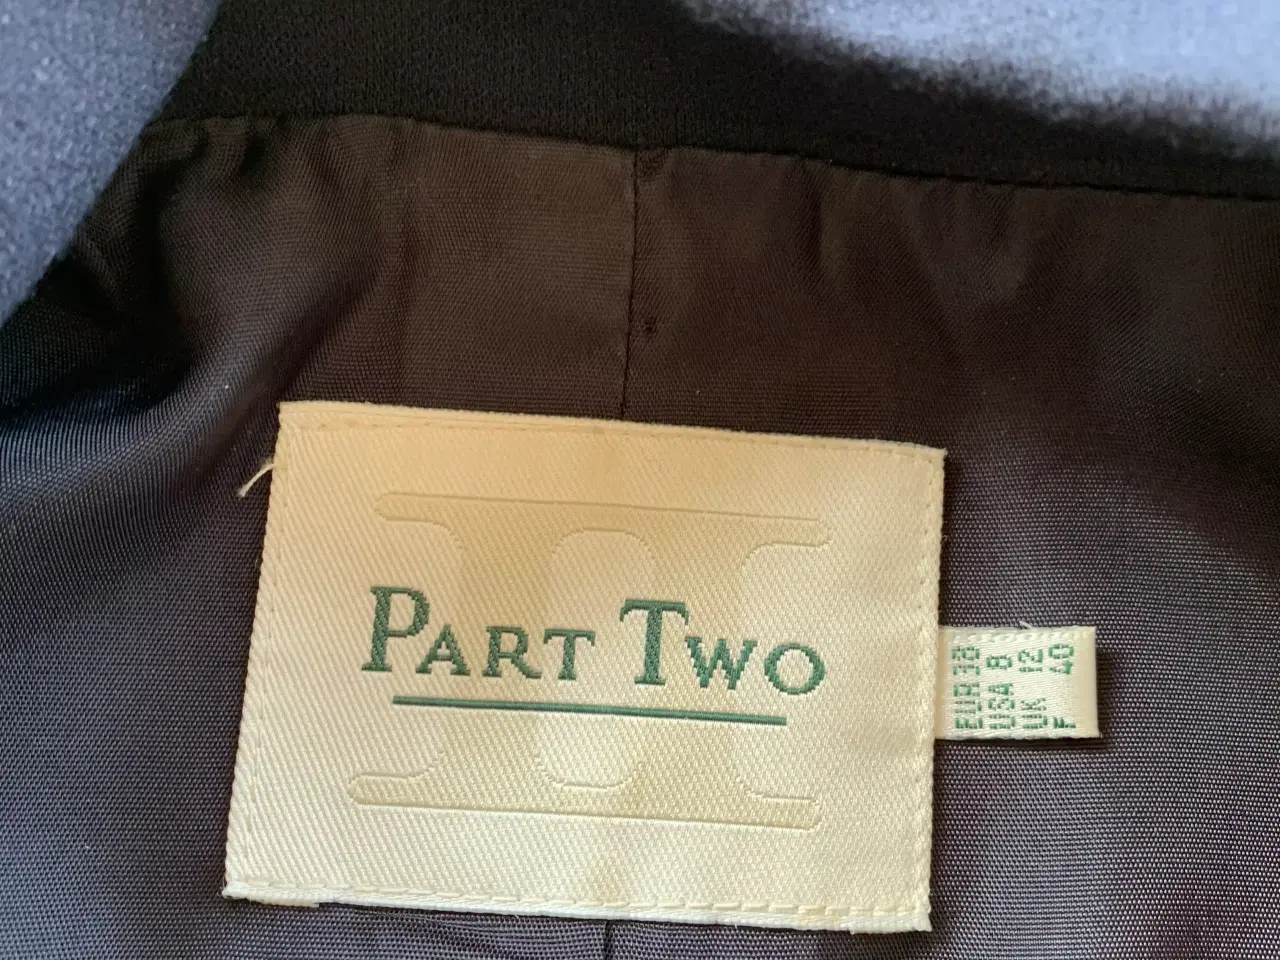 PART TWO
EUR 38
USA 8
UK 12
F 40